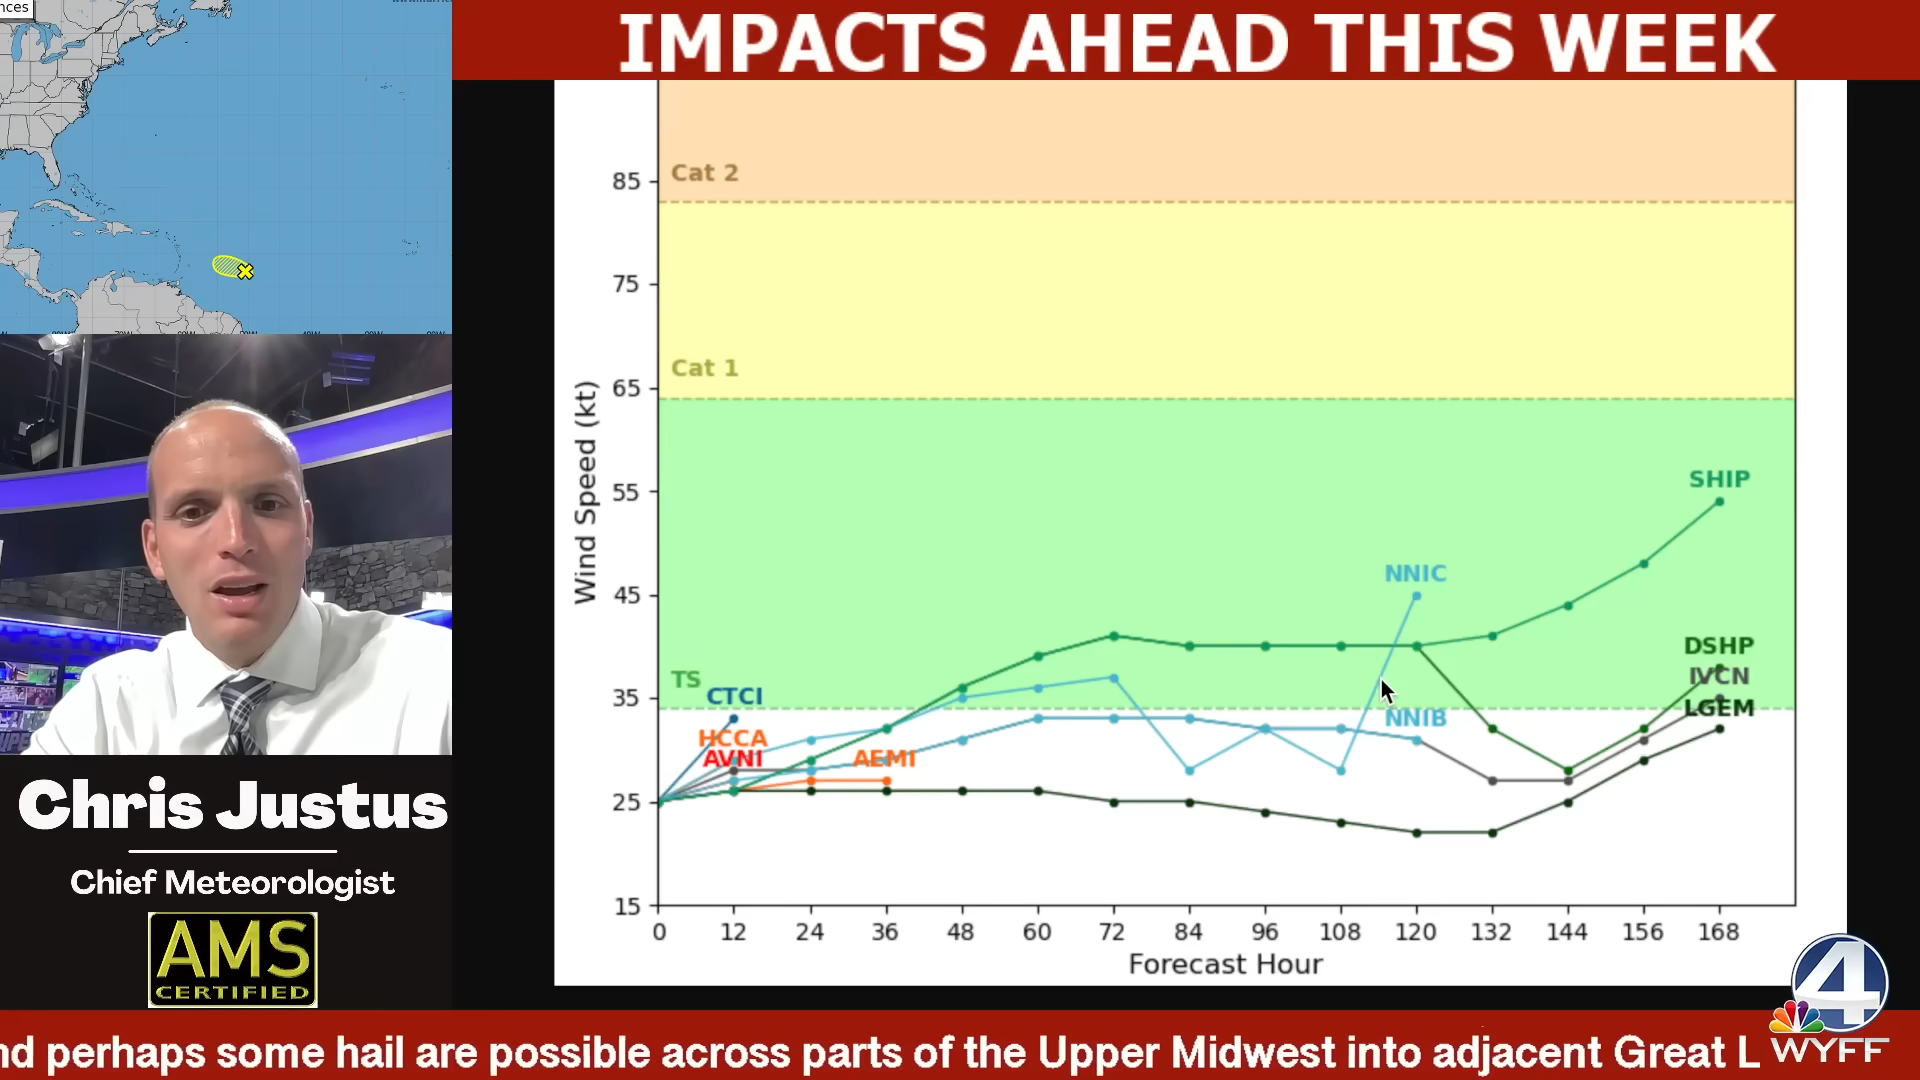 nces
IMPACTS AHEAD THIS WEEK
85
75
65
55
45
35
25
15
Wind Speed (kt)
Cat 2
Cat 1
TS
SHIP
NNIC
DSHP
IVCN
LGEM
NNIB
CTCI
HCCA
AVNI
AEMI
0 12 24 36 48 60 72 84 96 108 120 132 144 156 168
Forecast Hour
Chris Justus
Chief Meteorologist
AMS
CERTIFIED
nd perhaps some hail are possible across parts of the Upper Midwest into adjacent Great L
4
WYFF